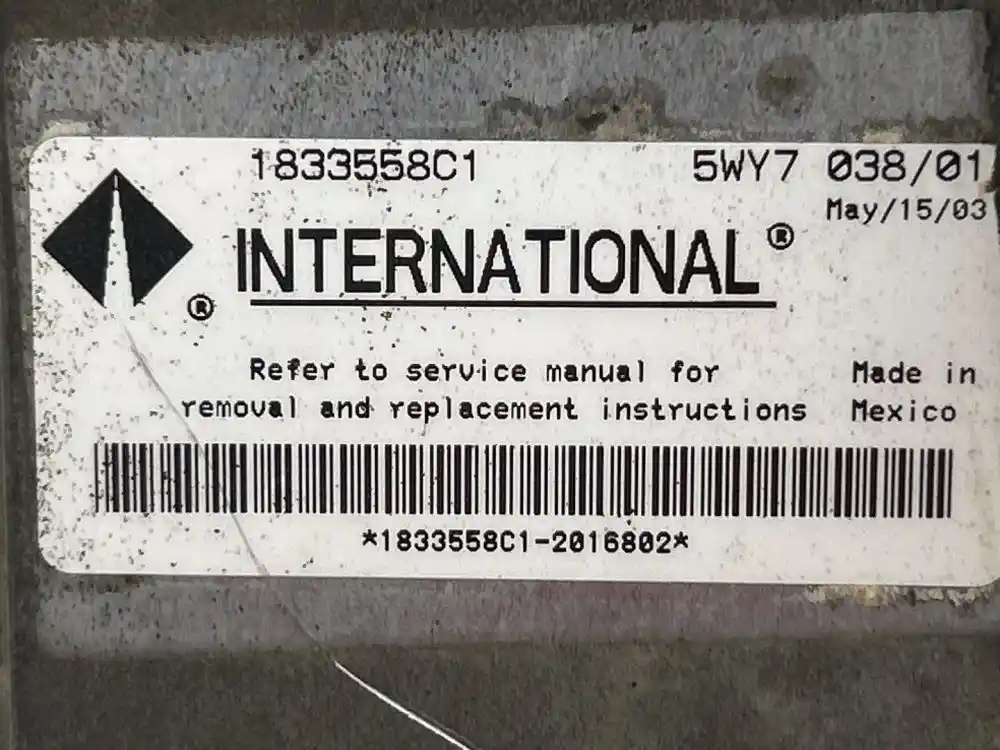 1833558C1 5WY7 038/01
May/15/03
INTERNATIONAL®
®
Refer to service manual for Made in
removal and replacement instructions Mexico
*1833558C1-2016802*